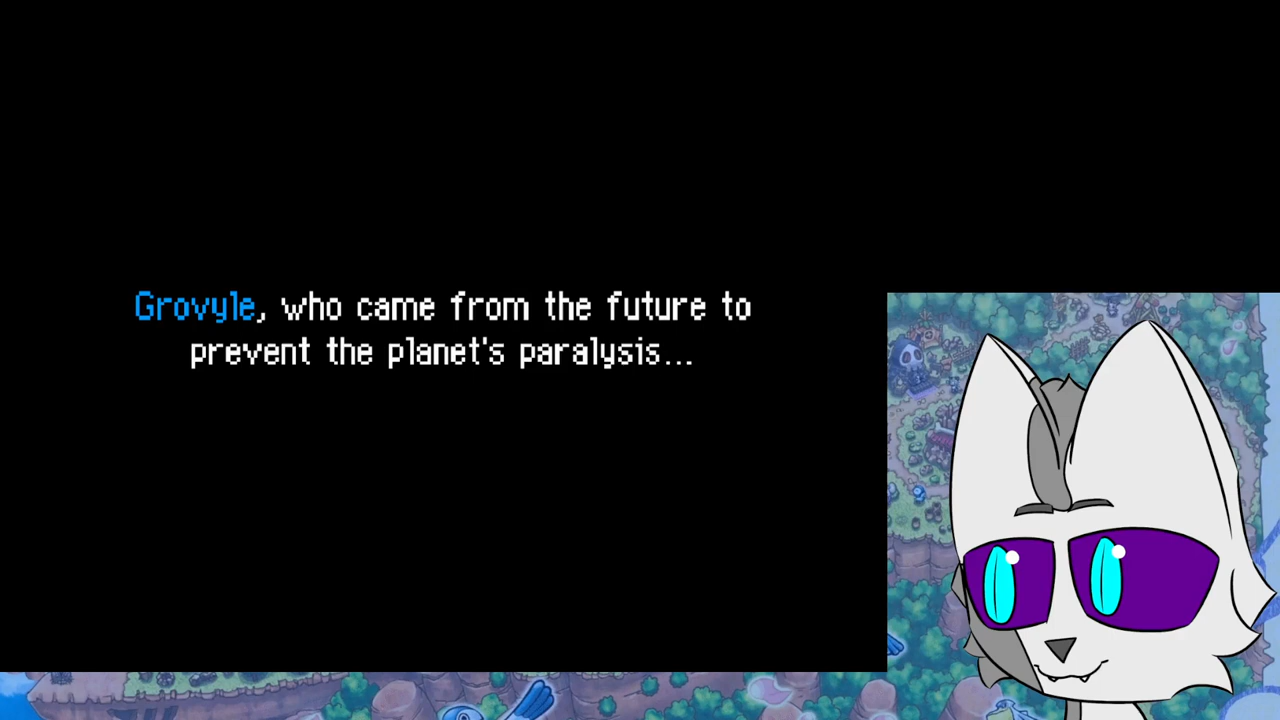 Grovyle, who came from the future to
prevent the planet's paralysis...